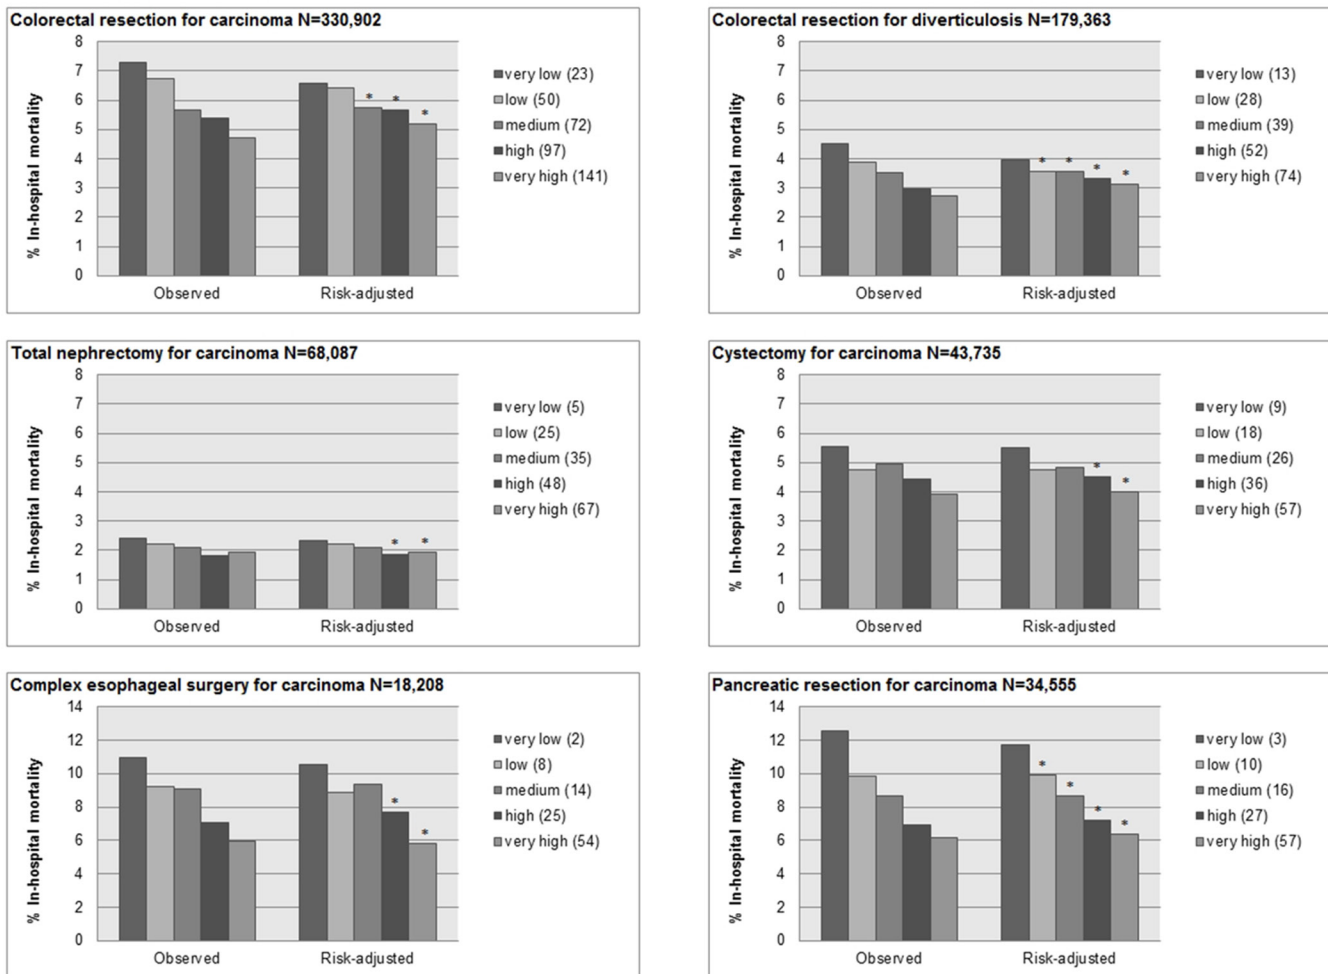 Colorectal resection for carcinoma N=330,902
% In-hospital mortality
8
7
6
5
4
3
2
1
0
* * *
Observed Risk-adjusted
very low (23)
low (50)
medium (72)
high (97)
very high (141)
Colorectal resection for diverticulosis N=179,363
% In-hospital mortality
8
7
6
5
4
3
2
1
0
* * * *
Observed Risk-adjusted
very low (13)
low (28)
medium (39)
high (52)
very high (74)
Total nephrectomy for carcinoma N=68,087
% In-hospital mortality
8
7
6
5
4
3
2
1
0
* *
Observed Risk-adjusted
very low (5)
low (25)
medium (35)
high (48)
very high (67)
Cystectomy for carcinoma N=43,735
% In-hospital mortality
8
7
6
5
4
3
2
1
0
* *
Observed Risk-adjusted
very low (9)
low (18)
medium (26)
high (36)
very high (57)
Complex esophageal surgery for carcinoma N=18,208
% In-hospital mortality
14
12
10
8
6
4
2
0
* *
Observed Risk-adjusted
very low (2)
low (8)
medium (14)
high (25)
very high (54)
Pancreatic resection for carcinoma N=34,555
% In-hospital mortality
14
12
10
8
6
4
2
0
* * * *
Observed Risk-adjusted
very low (3)
low (10)
medium (16)
high (27)
very high (57)